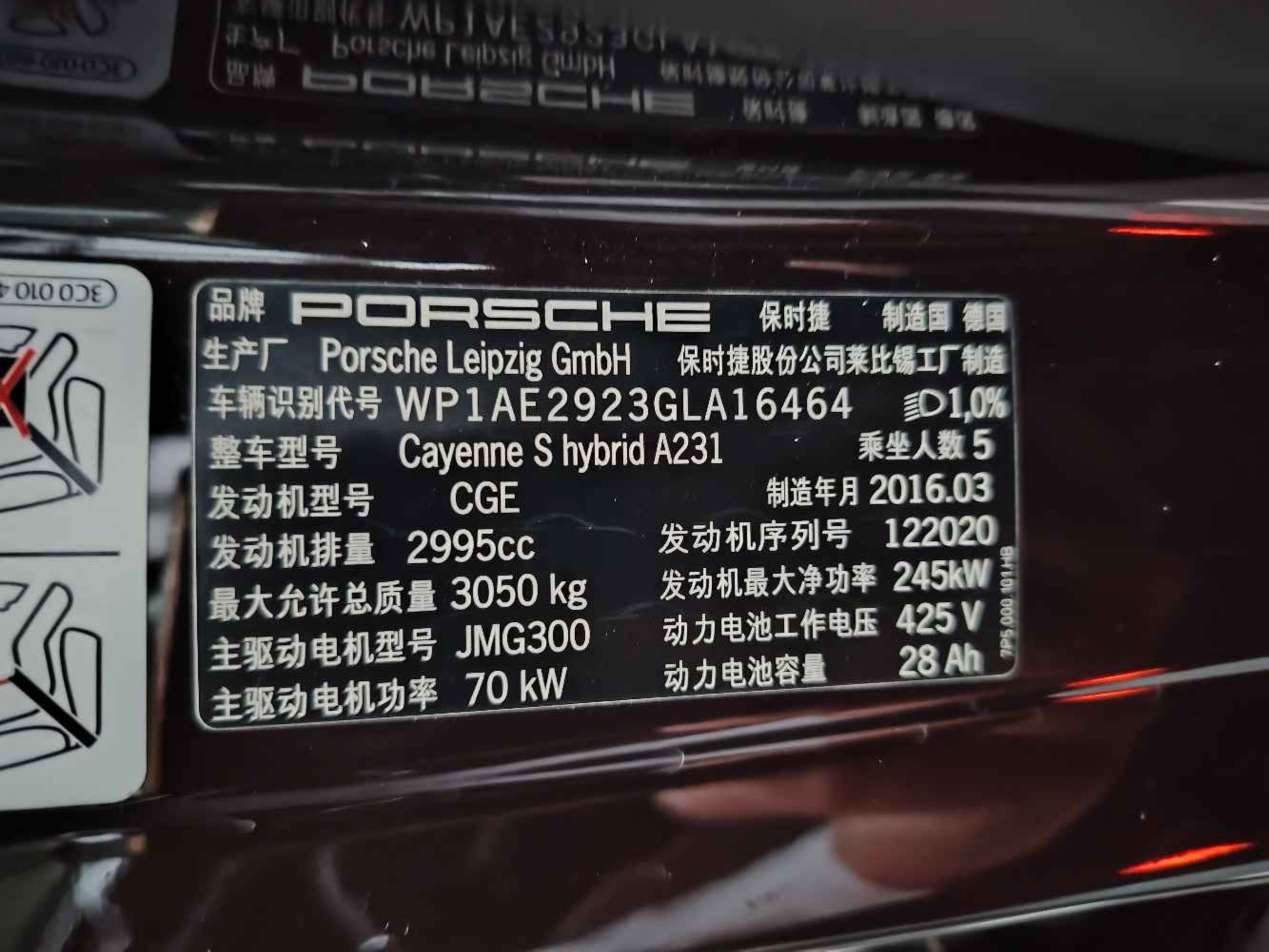 品牌 PORSCHE 保时捷 制造国 德国
生产厂 Porsche Leipzig GmbH 保时捷股份公司莱比锡工厂制造
车辆识别代号 WP1AE2923GLA16464 1,0%
整车型号 Cayenne S hybrid A231 乘坐人数 5
发动机型号 CGE 制造年月 2016.03
发动机排量 2995cc 发动机序列号 122020
最大允许总质量 3050 kg 发动机最大净功率 245kW
主驱动电机型号 JMG300 动力电池工作电压 425 V
主驱动电机功率 70 kW 动力电池容量 28 Ah
7P5.000.101.HB
3C0 010 4